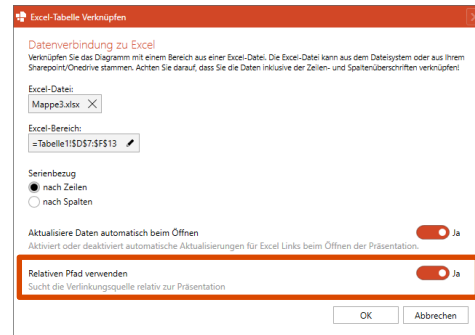 Excel-Tabelle Verknüpfen
Datenverbindung zu Excel
Verknüpfen Sie das Diagramm mit einem Bereich aus einer Excel-Datei. Die Excel-Datei kann aus dem Dateisystem oder aus Ihrem
Sharepoint/Onedrive stammen. Achten Sie darauf, dass Sie die Daten inklusive der Zeilen- und Spaltenüberschriften verknüpfen!
Excel-Datei:
Mappe3.xlsx
Excel-Bereich:
=Tabelle1!$D$7:$F$13
Serienbezug
nach Zeilen
nach Spalten
Aktualisiere Daten automatisch beim Öffnen
Ja
Aktiviert oder deaktiviert automatische Aktualisierungen für Excel Links beim Öffnen der Präsentation.
Relativen Pfad verwenden
Ja
Sucht die Verlinkungsquelle relativ zur Präsentation
OK
Abbrechen